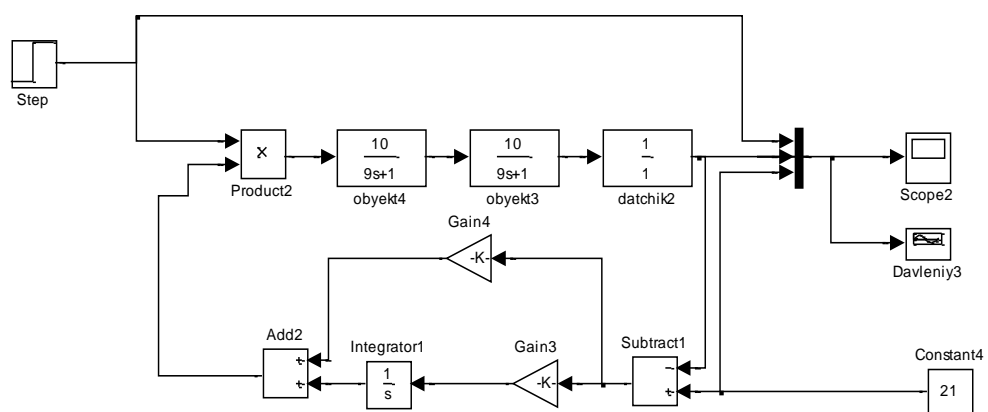 Step
×
Product2
10
9s+1
obyekt4
10
9s+1
obyekt3
1
1
datchik2
Scope2
Davleniy3
Gain4
-K-
Add2
+
+
Integrator1
1
s
Gain3
-K-
Subtract1
−
+
Constant4
21